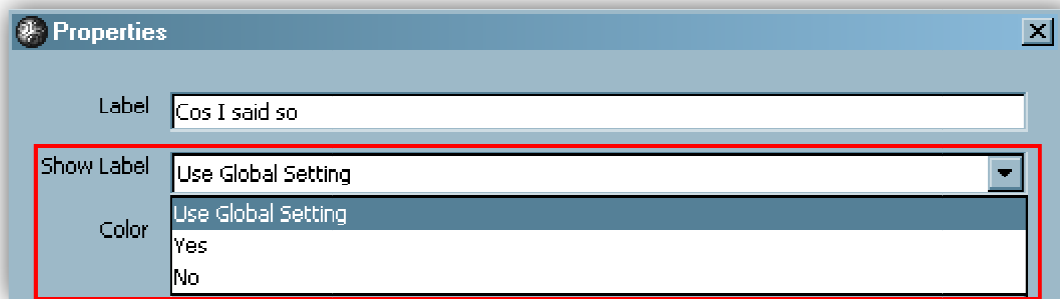 Properties
Label Cos I said so
Show Label Use Global Setting
Use Global Setting
Color
Yes
No